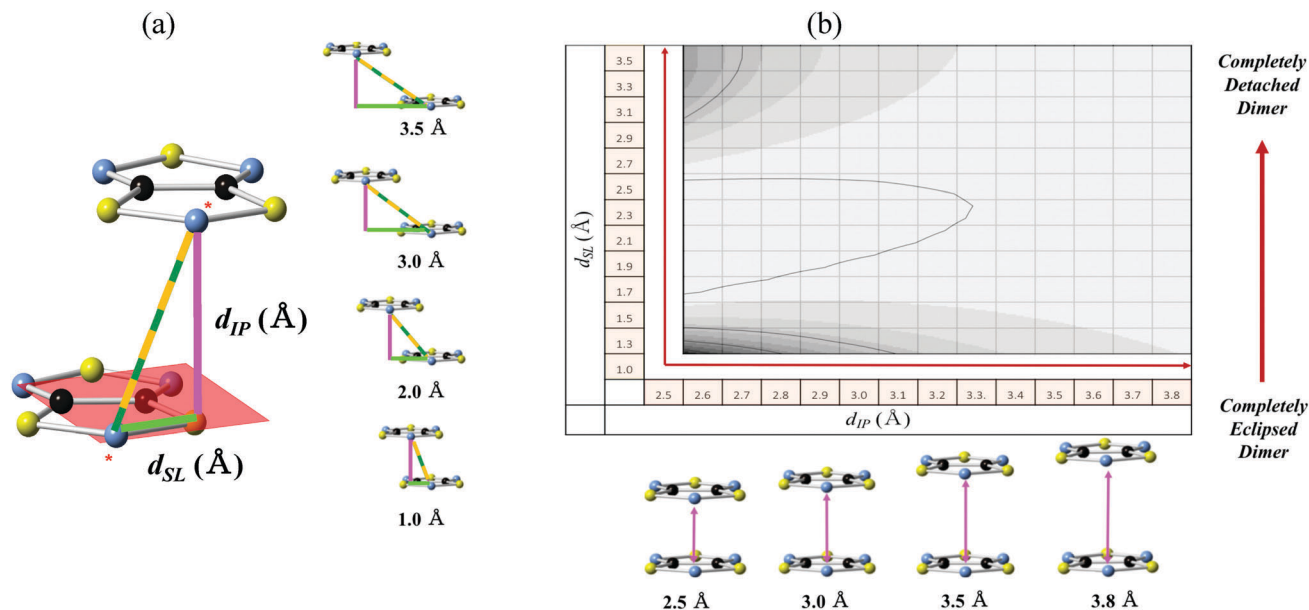 (a)
*
d_IP (Å)
*
d_SL (Å)
3.5 Å
3.0 Å
2.0 Å
1.0 Å
(b)
d_SL (Å)
3.5
3.3
3.1
2.9
2.7
2.5
2.3
2.1
1.9
1.7
1.5
1.3
1.0
2.5 2.6 2.7 2.8 2.9 3.0 3.1 3.2 3.3. 3.4. 3.5 3.6 3.7 3.8
d_IP (Å)
Completely
Detached
Dimer
Completely
Eclipsed
Dimer
2.5 Å
3.0 Å
3.5 Å
3.8 Å